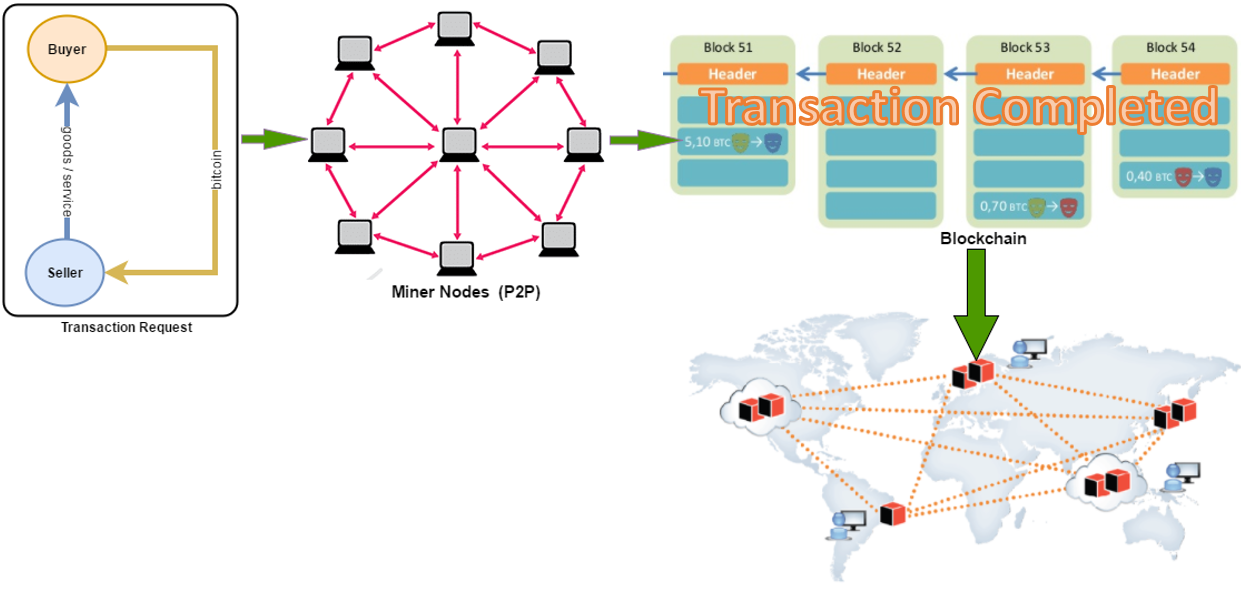 Buyer
goods / service
bitcoin
Seller
Transaction Request
Miner Nodes (P2P)
Block 51
Block 52
Block 53
Block 54
Header
Header
Header
Header
Transaction Completed
5,10 BTC
0,40 BTC
0,70 BTC
Blockchain